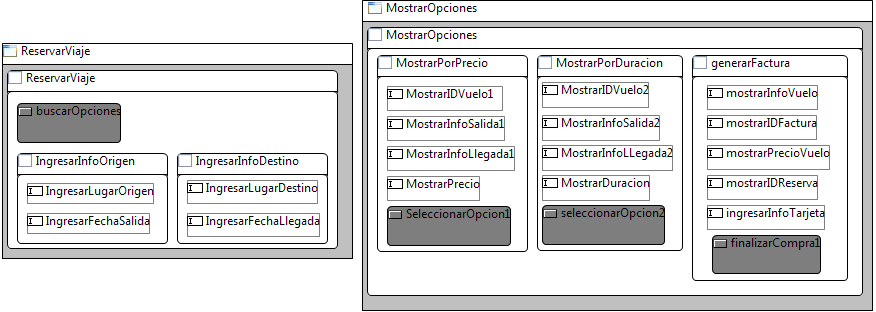 ReservarViaje
ReservarViaje
buscarOpciones
IngresarInfoOrigen
IngresarLugarOrigen
IngresarFechaSalida
IngresarInfoDestino
IngresarLugarDestino
IngresarFechaLlegada
MostrarOpciones
MostrarOpciones
MostrarPorPrecio
MostrarIDVuelo1
MostrarInfoSalida1
MostrarInfoLlegada1
MostrarPrecio
SeleccionarOpcion1
MostrarPorDuracion
MostrarIDVuelo2
MostrarInfoSalida2
MostrarInfoLLegada2
MostrarDuracion
seleccionarOpcion2
generarFactura
mostrarInfoVuelo
mostrarIDFactura
mostrarPrecioVuelo
mostrarIDReserva
ingresarInfoTarjeta
finalizarCompra1